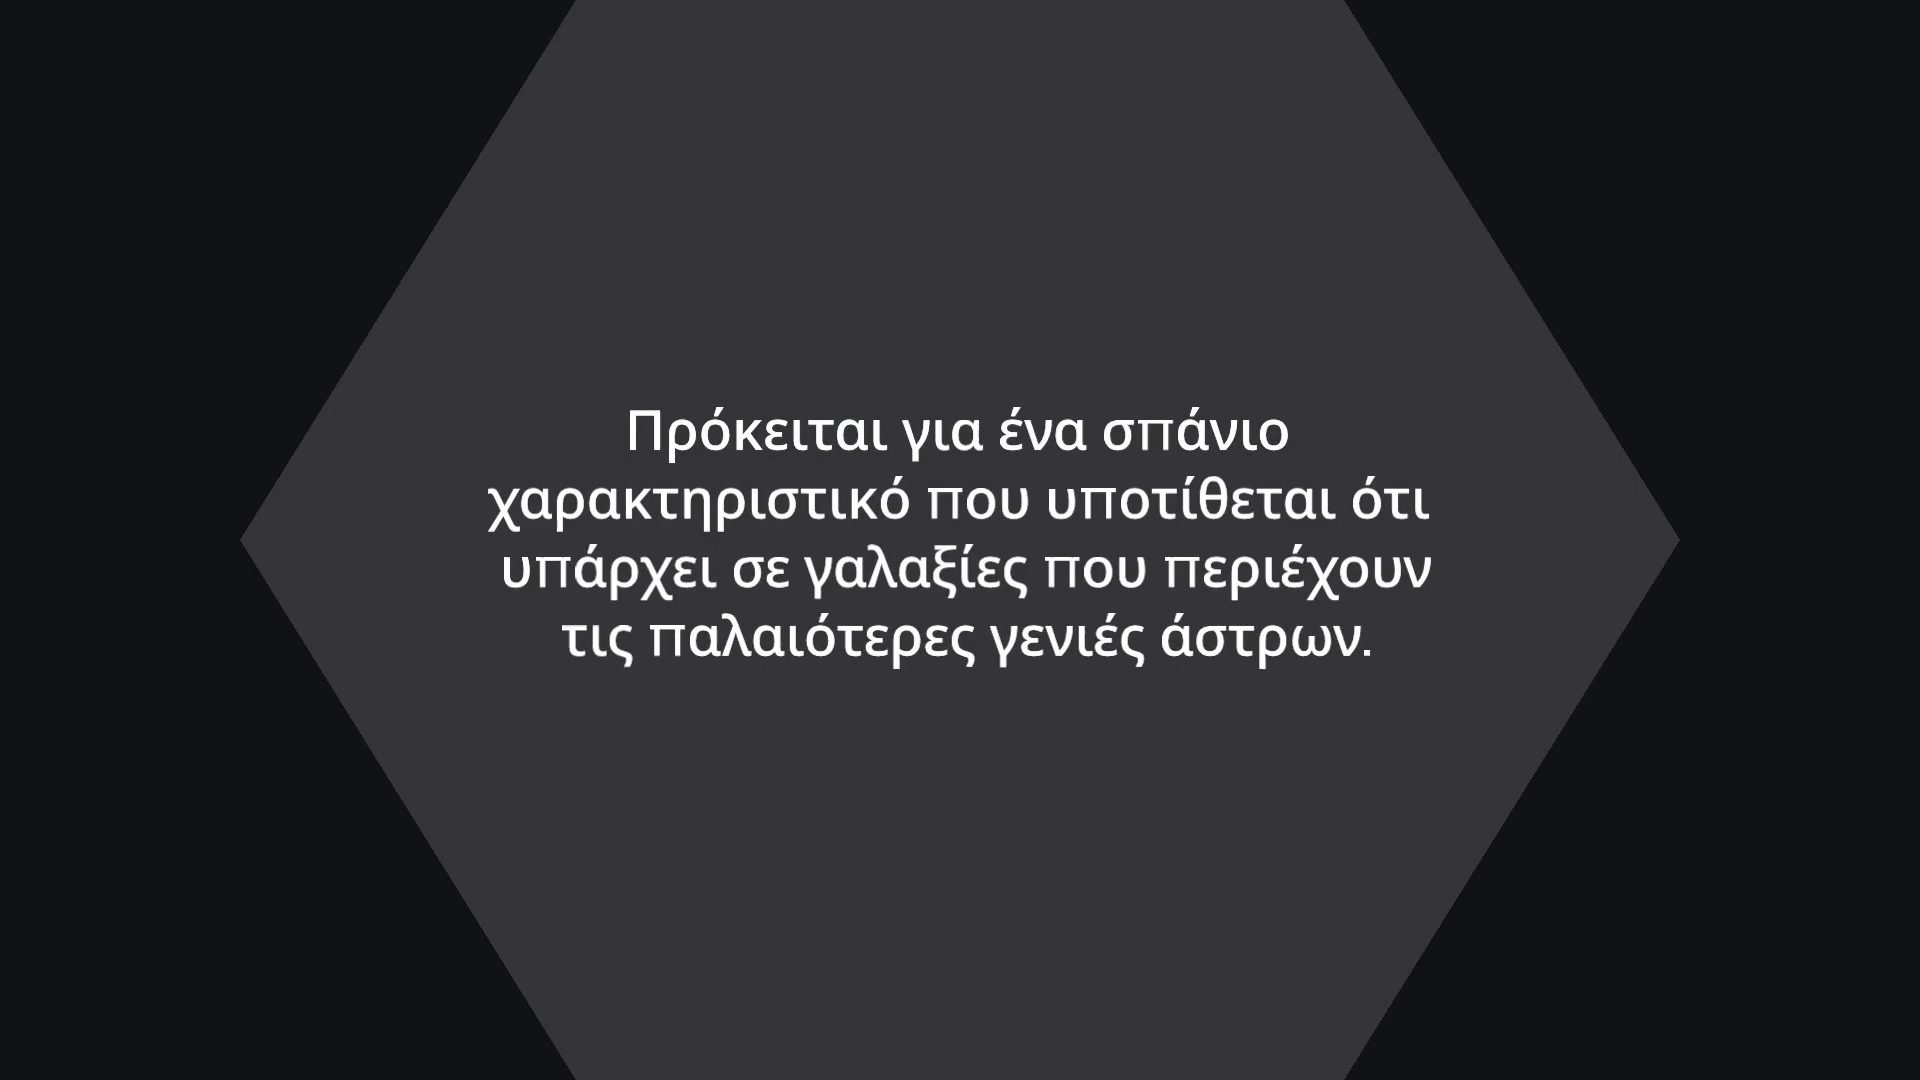 Πρόκειται για ένα σπάνιο
χαρακτηριστικό που υποτίθεται ότι
υπάρχει σε γαλαξίες που περιέχουν
τις παλαιότερες γενιές άστρων.